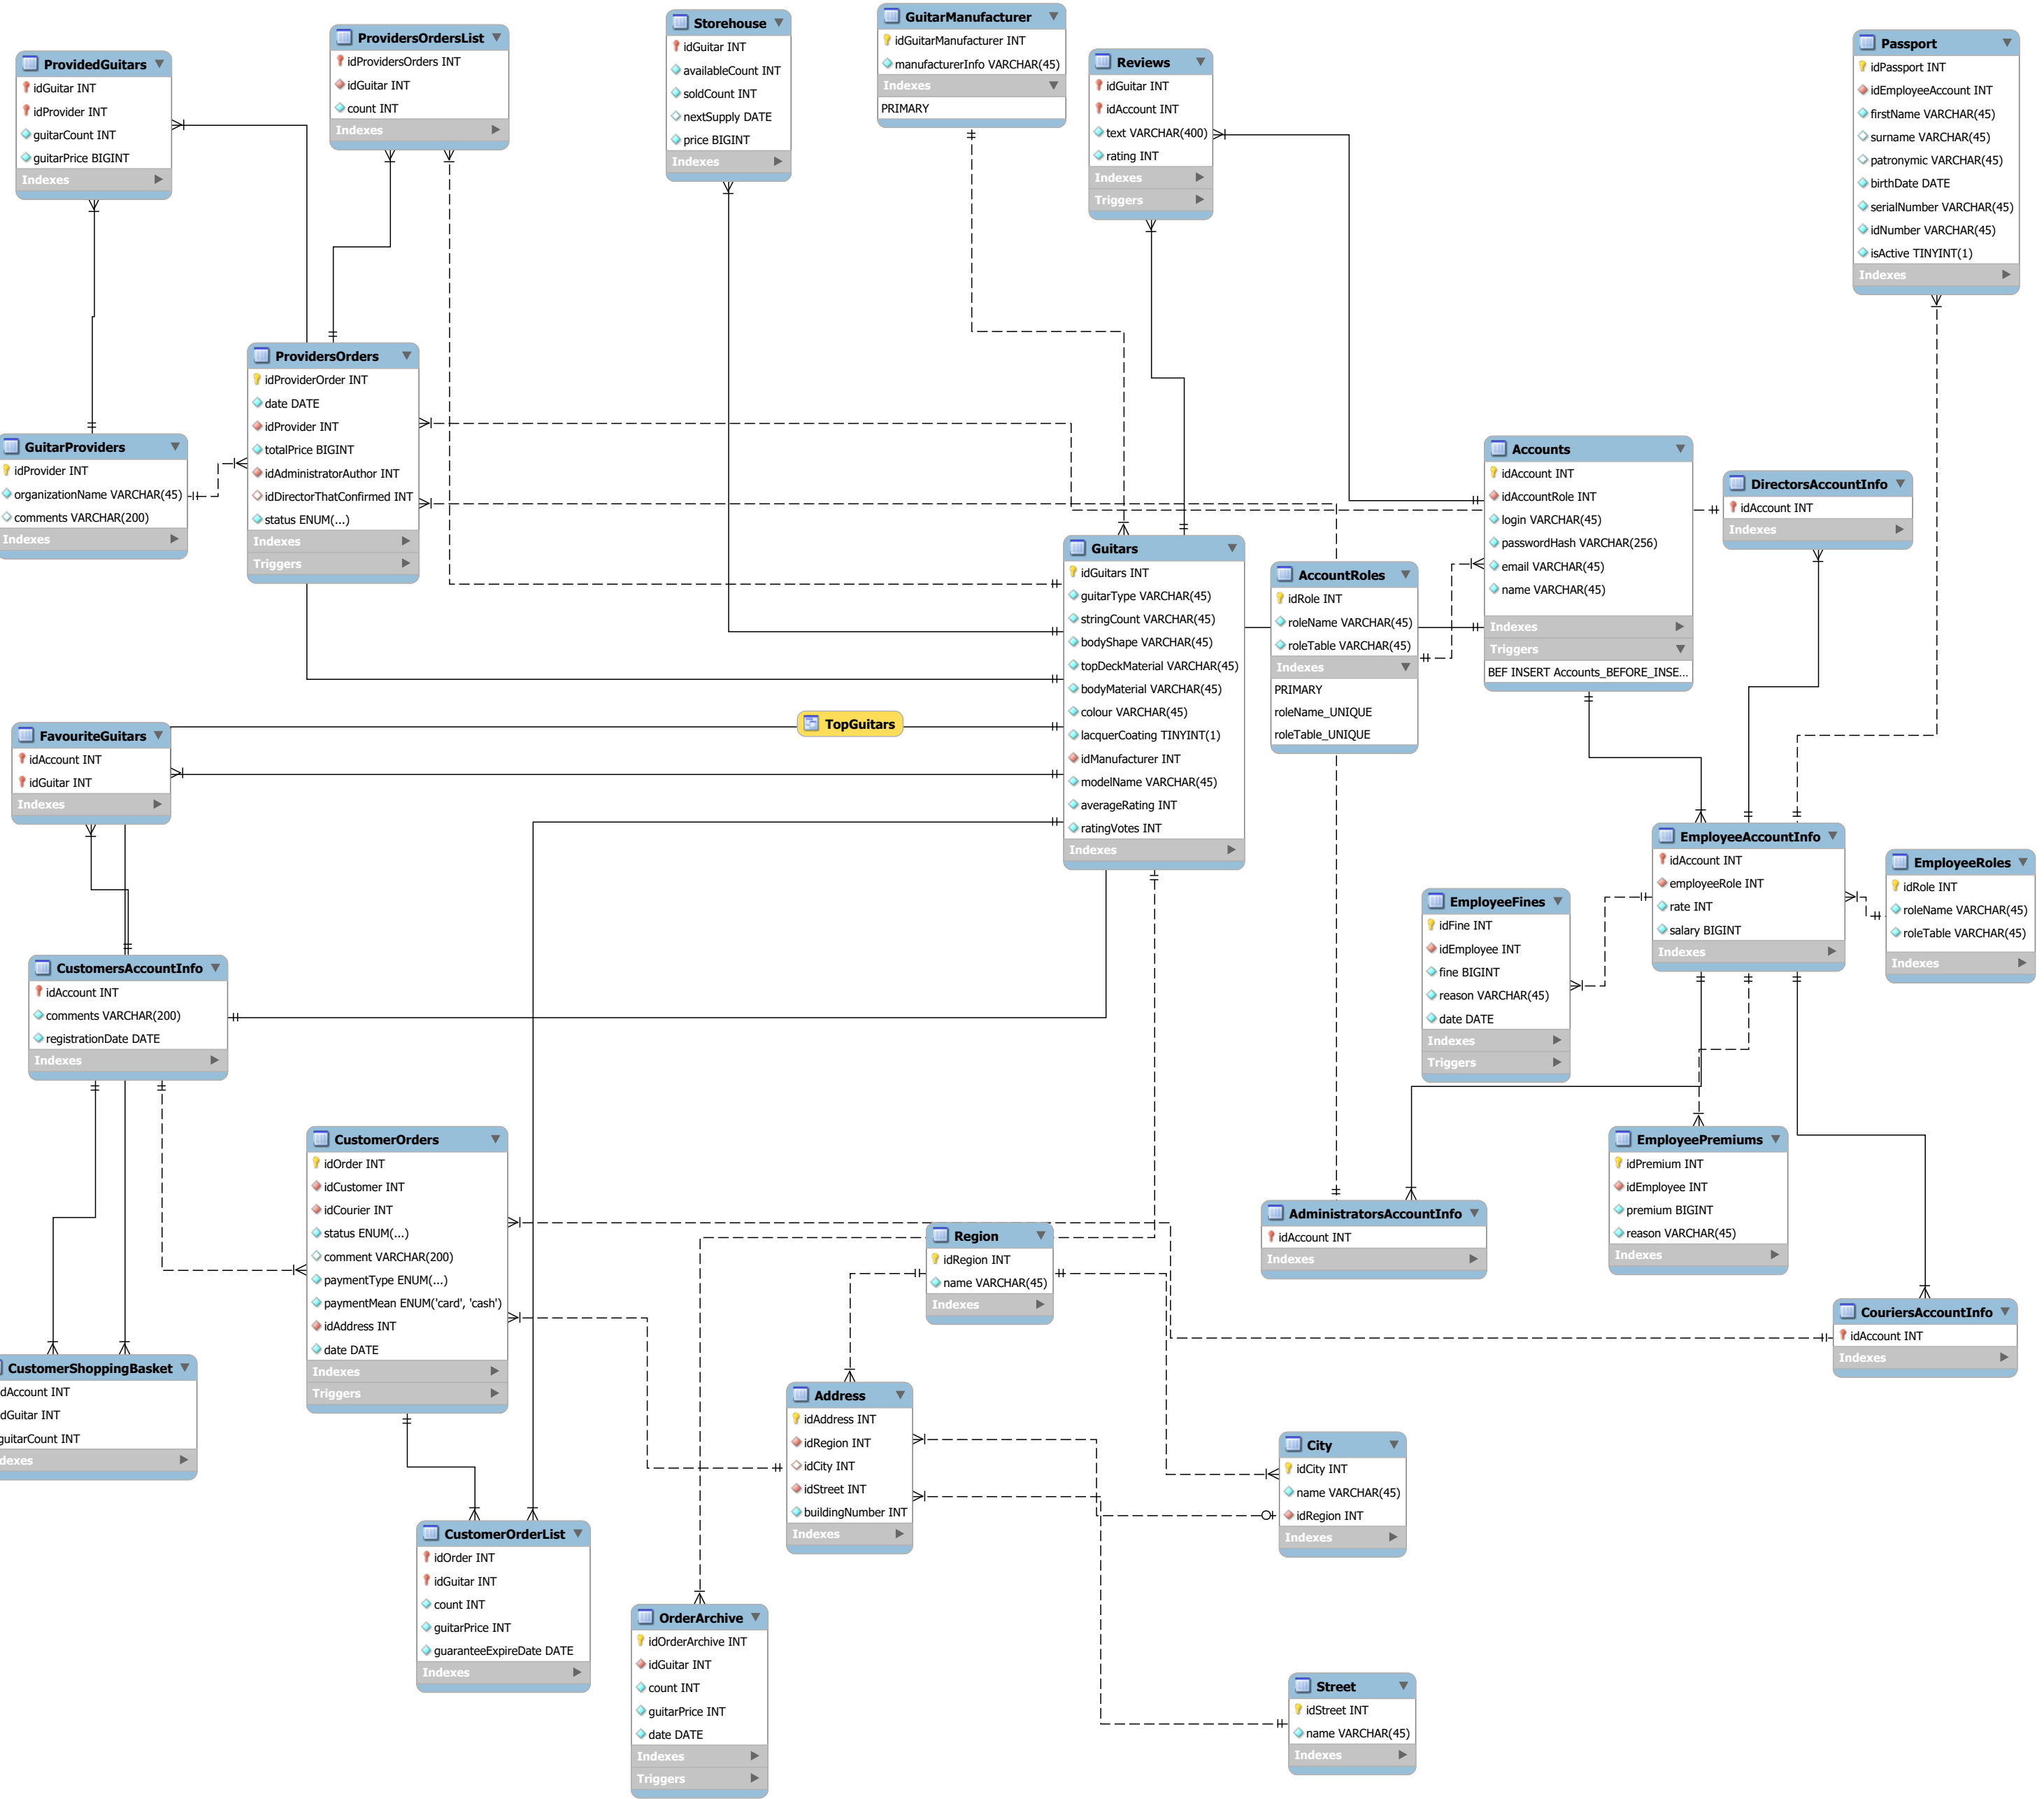 ProvidedGuitars
idGuitar INT
idProvider INT
guitarCount INT
guitarPrice BIGINT
Indexes
ProvidersOrdersList
idProvidersOrders INT
idGuitar INT
count INT
Indexes
Storehouse
idGuitar INT
availableCount INT
soldCount INT
nextSupply DATE
price BIGINT
Indexes
GuitarManufacturer
idGuitarManufacturer INT
manufacturerInfo VARCHAR(45)
Indexes
PRIMARY
Reviews
idGuitar INT
idAccount INT
text VARCHAR(400)
rating INT
Indexes
Triggers
Passport
idPassport INT
idEmployeeAccount INT
firstName VARCHAR(45)
surname VARCHAR(45)
patronymic VARCHAR(45)
birthDate DATE
serialNumber VARCHAR(45)
idNumber VARCHAR(45)
isActive TINYINT(1)
Indexes
ProvidersOrders
idProviderOrder INT
date DATE
idProvider INT
totalPrice BIGINT
idAdministratorAuthor INT
idDirectorThatConfirmed INT
status ENUM(...)
Indexes
Triggers
GuitarProviders
idProvider INT
organizationName VARCHAR(45)
comments VARCHAR(200)
Indexes
Accounts
idAccount INT
idAccountRole INT
login VARCHAR(45)
passwordHash VARCHAR(256)
email VARCHAR(45)
name VARCHAR(45)
Indexes
Triggers
BEF INSERT Accounts_BEFORE_INSE...
DirectorsAccountInfo
idAccount INT
Indexes
Guitars
idGuitars INT
guitarType VARCHAR(45)
stringCount VARCHAR(45)
bodyShape VARCHAR(45)
topDeckMaterial VARCHAR(45)
bodyMaterial VARCHAR(45)
colour VARCHAR(45)
lacquerCoating TINYINT(1)
idManufacturer INT
modelName VARCHAR(45)
averageRating INT
ratingVotes INT
Indexes
AccountRoles
idRole INT
roleName VARCHAR(45)
roleTable VARCHAR(45)
Indexes
PRIMARY
roleName_UNIQUE
roleTable_UNIQUE
TopGuitars
FavouriteGuitars
idAccount INT
idGuitar INT
Indexes
EmployeeAccountInfo
idAccount INT
employeeRole INT
rate INT
salary BIGINT
Indexes
EmployeeRoles
idRole INT
roleName VARCHAR(45)
roleTable VARCHAR(45)
Indexes
EmployeeFines
idFine INT
idEmployee INT
fine BIGINT
reason VARCHAR(45)
date DATE
Indexes
Triggers
CustomersAccountInfo
idAccount INT
comments VARCHAR(200)
registrationDate DATE
Indexes
CustomerOrders
idOrder INT
idCustomer INT
idCourier INT
status ENUM(...)
comment VARCHAR(200)
paymentType ENUM(...)
paymentMean ENUM('card', 'cash')
idAddress INT
date DATE
Indexes
Triggers
EmployeePremiums
idPremium INT
idEmployee INT
premium BIGINT
reason VARCHAR(45)
Indexes
AdministratorsAccountInfo
idAccount INT
Indexes
Region
idRegion INT
name VARCHAR(45)
Indexes
CouriersAccountInfo
idAccount INT
Indexes
CustomerShoppingBasket
dAccount INT
dGuitar INT
guitarCount INT
dexes
Address
idAddress INT
idRegion INT
idCity INT
idStreet INT
buildingNumber INT
Indexes
City
idCity INT
name VARCHAR(45)
idRegion INT
Indexes
CustomerOrderList
idOrder INT
idGuitar INT
count INT
guitarPrice INT
guaranteeExpireDate DATE
Indexes
OrderArchive
idOrderArchive INT
idGuitar INT
count INT
guitarPrice INT
date DATE
Indexes
Triggers
Street
idStreet INT
name VARCHAR(45)
Indexes